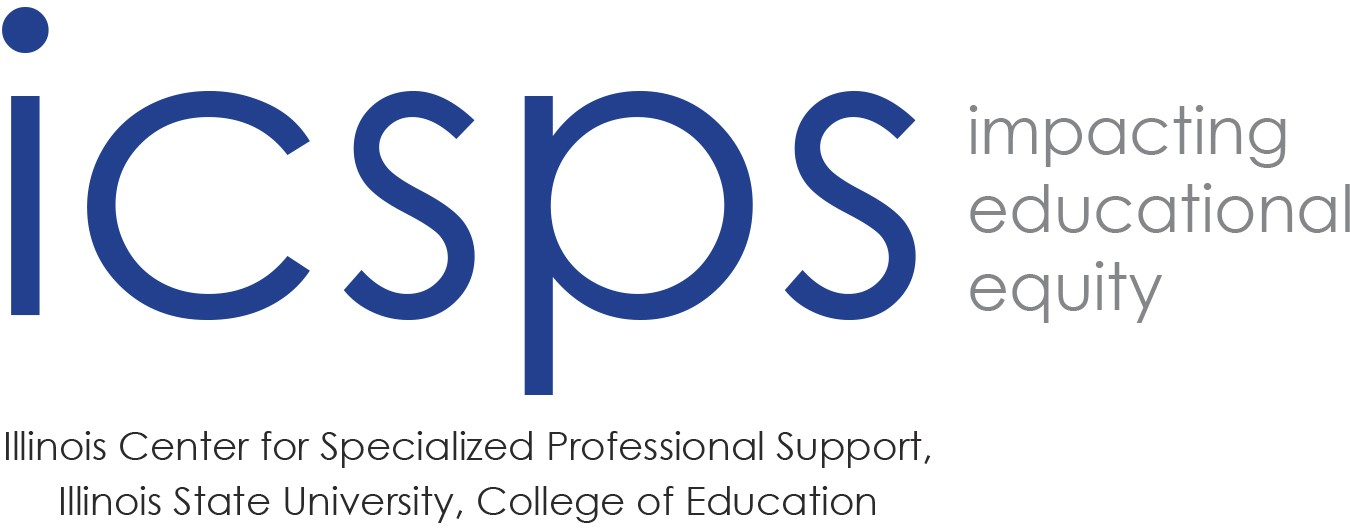 icsps
impacting
educational
equity
Illinois Center for Specialized Professional Support,
Illinois State University, College of Education